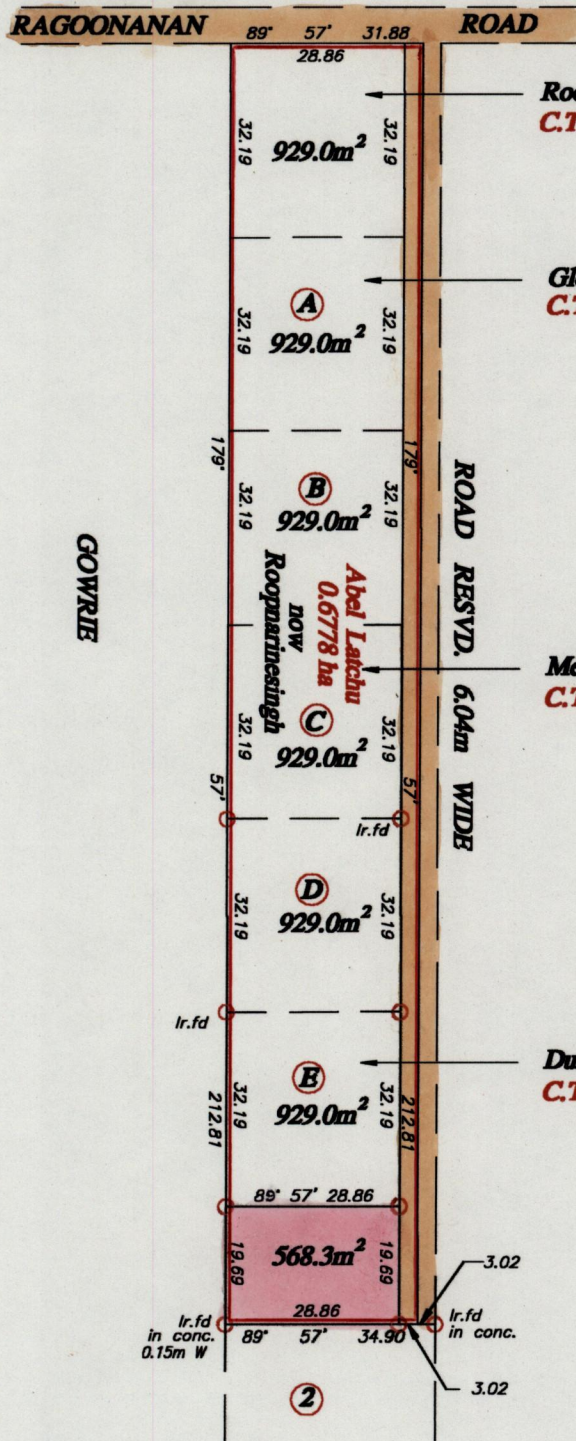 RAGOONANAN ROAD
89° 57' 31.88
28.86
32.19 929.0m² 32.19
C.T
A
32.19 929.0m² 32.19
C.T
179° 179°
B
32.19 929.0m² 32.19
GOWRIE
ROAD RESVD. 6.04m WIDE
Abel Latchu
0.6778 ha
now
Roopnarinesingh
C.T
C
32.19 929.0m² 32.19
57' 57'
Ir.fd
D
32.19 929.0m² 32.19
Ir.fd
E
C.T
32.19 929.0m² 32.19
212.81 212.81
89° 57' 28.86
19.69 568.3m² 19.69
3.02
28.86
Ir.fd
in conc.
0.15m W
89° 57' 34.90
Ir.fd
in conc.
3.02
2